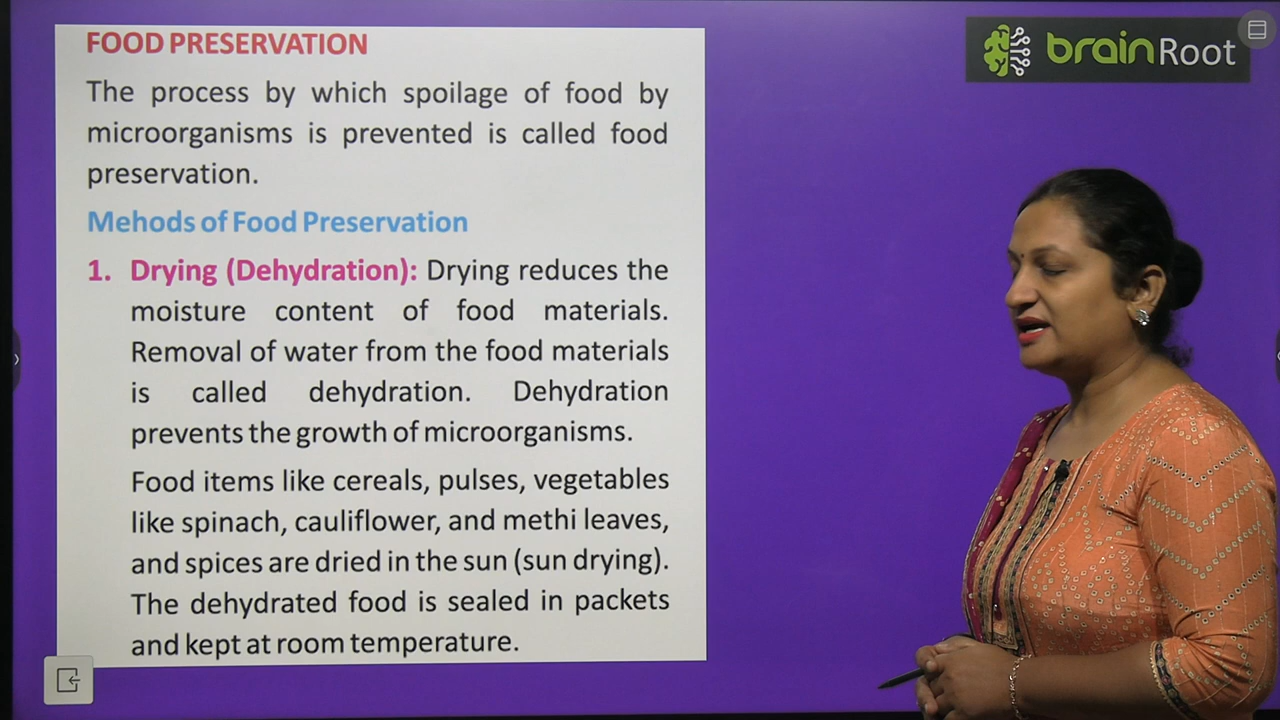 FOOD PRESERVATION
The process by which spoilage of food by
microorganisms is prevented is called food
preservation.
Mehods of Food Preservation
1. Drying (Dehydration): Drying reduces the
moisture content of food materials.
Removal of water from the food materials
is called dehydration. Dehydration
prevents the growth of microorganisms.
Food items like cereals, pulses, vegetables
like spinach, cauliflower, and methi leaves,
and spices are dried in the sun (sun drying).
The dehydrated food is sealed in packets
and kept at room temperature.
brainRoot